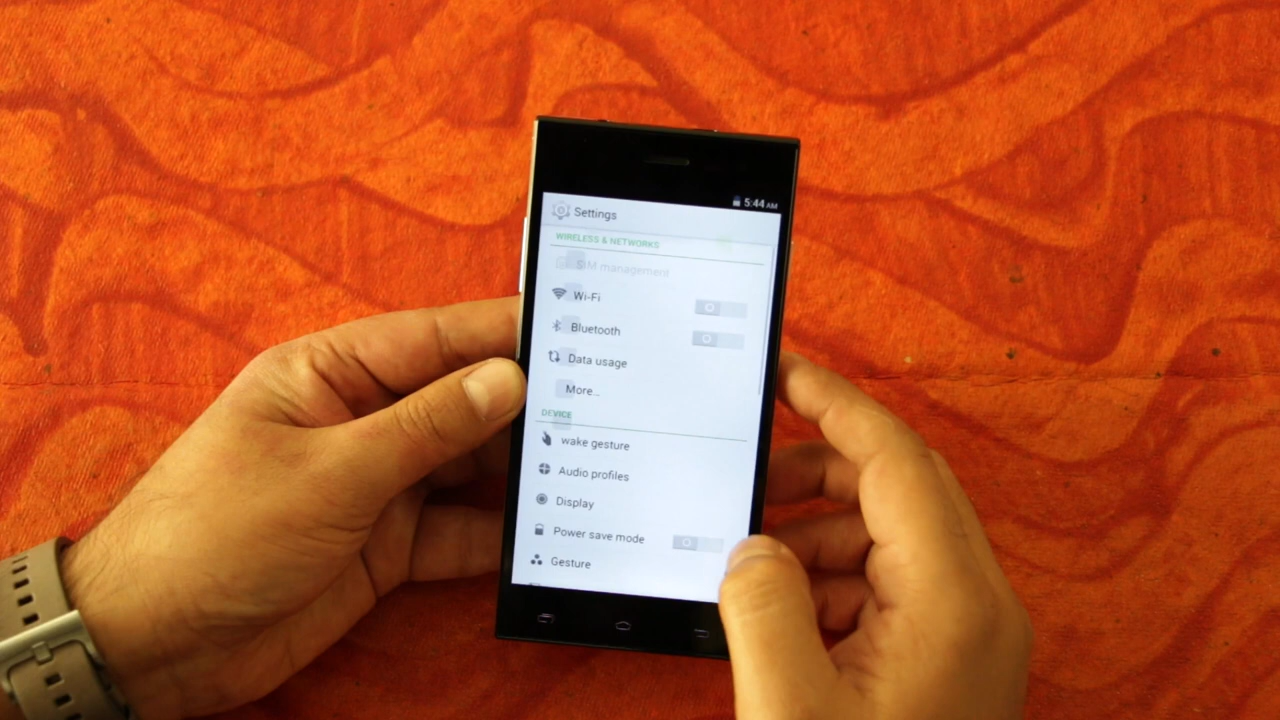 5:44 AM
Settings
WIRELESS & NETWORKS
SIM management
Wi-Fi
Bluetooth
Data usage
More...
DEVICE
wake gesture
Audio profiles
Display
Power save mode
Gesture